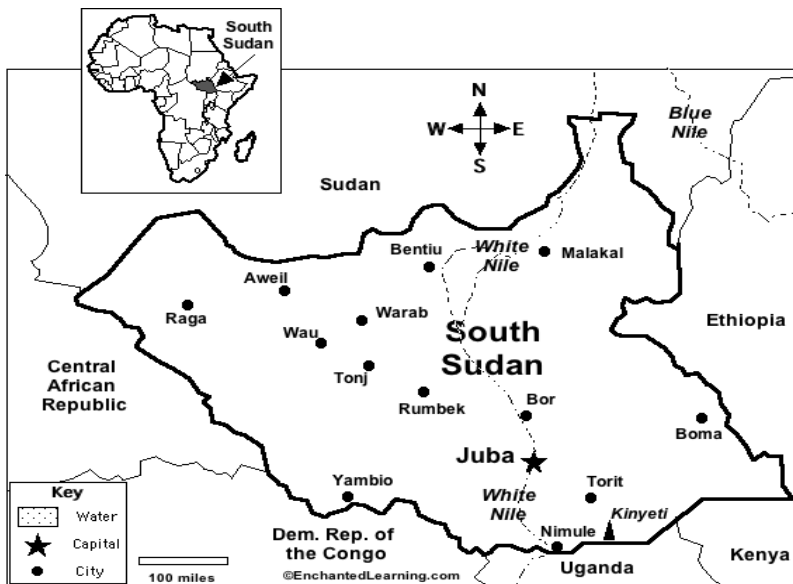 South
Sudan
N
W E
S
Blue
Nile
Sudan
Bentiu
White
Nile
Malakal
Aweil
Raga
Warab
Wau
South
Sudan
Ethiopia
Central
African
Republic
Tonj
Rumbek
Bor
Boma
Juba
Yambio
Torit
White
Nile
Kinyeti
Nimule
Dem. Rep. of
the Congo
Uganda
Kenya
Key
Water
Capital
City
100 miles
©EnchantedLearning.com